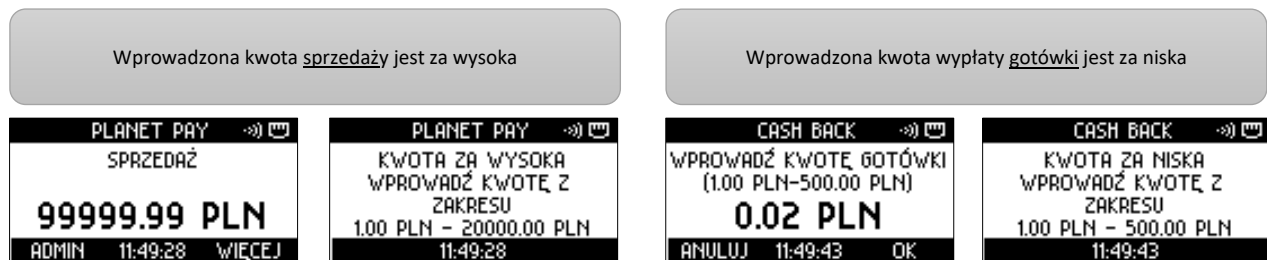 Wprowadzona kwota sprzedaży jest za wysoka
Wprowadzona kwota wypłaty gotówki jest za niska
PLANET PAY
SPRZEDAŻ
99999.99 PLN
ADMIN 11:49:28 WIĘCEJ
PLANET PAY
KWOTA ZA WYSOKA
WPROWADŹ KWOTĘ Z
ZAKRESU
1.00 PLN - 20000.00 PLN
11:49:28
CASH BACK
WPROWADŹ KWOTĘ GOTÓWKI
(1.00 PLN-500.00 PLN)
0.02 PLN
ANULUJ 11:49:43 OK
CASH BACK
KWOTA ZA NISKA
WPROWADŹ KWOTĘ Z
ZAKRESU
1.00 PLN - 500.00 PLN
11:49:43